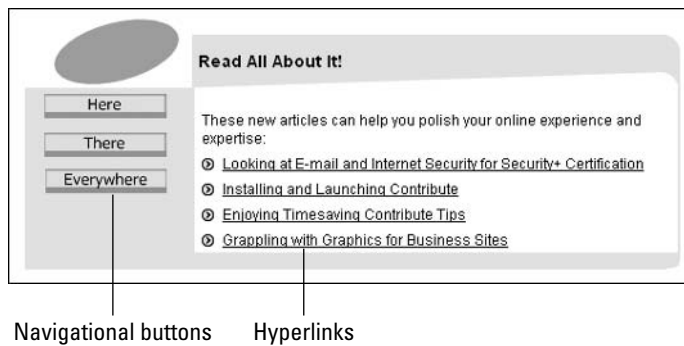 Read All About It!
Here
There
Everywhere
These new articles can help you polish your online experience and
expertise:
Looking at E-mail and Internet Security for Security+ Certification
Installing and Launching Contribute
Enjoying Timesaving Contribute Tips
Grappling with Graphics for Business Sites
Navigational buttons
Hyperlinks